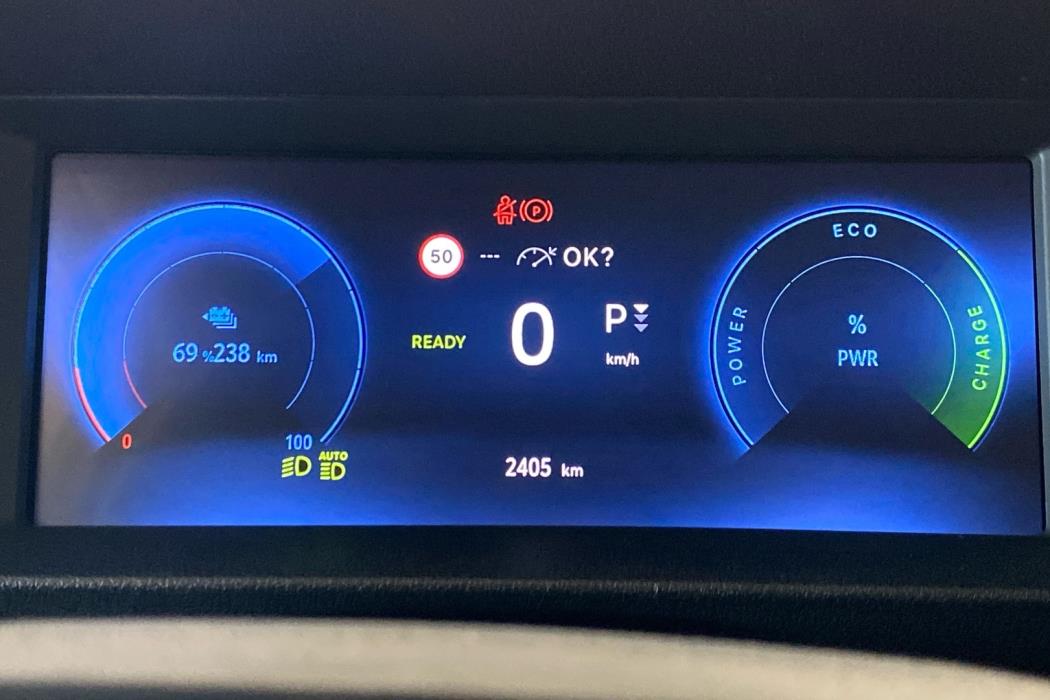 (P)
50 --- OK?
ECO
POWER
CHARGE
69 % 238 km
READY
0
P
km/h
%
PWR
0
100
AUTO
2405 km